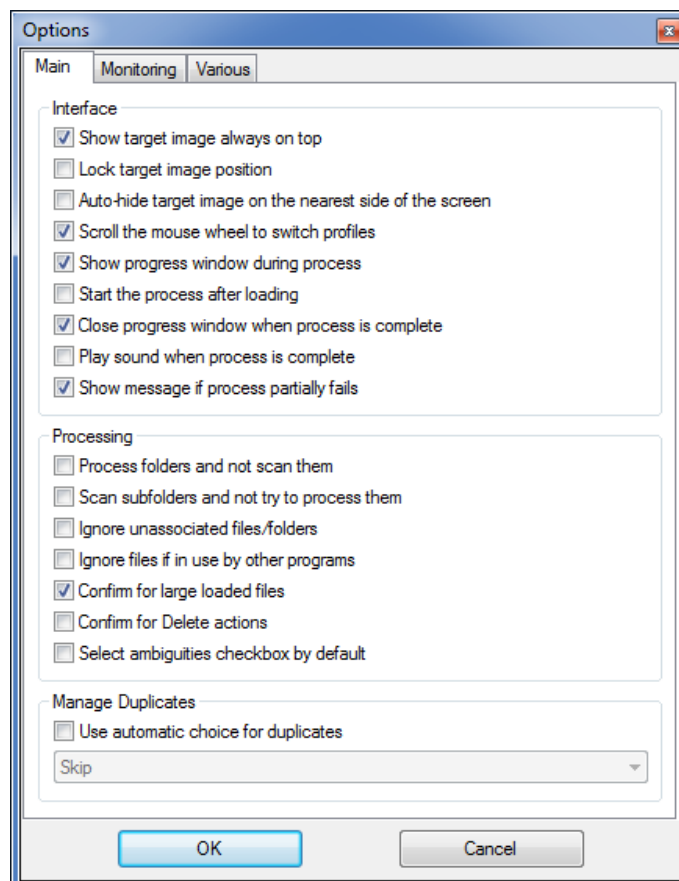 Options
Main
Monitoring
Various
Interface
Show target image always on top
Lock target image position
Auto-hide target image on the nearest side of the screen
Scroll the mouse wheel to switch profiles
Show progress window during process
Start the process after loading
Close progress window when process is complete
Play sound when process is complete
Show message if process partially fails
Processing
Process folders and not scan them
Scan subfolders and not try to process them
Ignore unassociated files/folders
Ignore files if in use by other programs
Confirm for large loaded files
Confirm for Delete actions
Select ambiguities checkbox by default
Manage Duplicates
Use automatic choice for duplicates
Skip
OK
Cancel